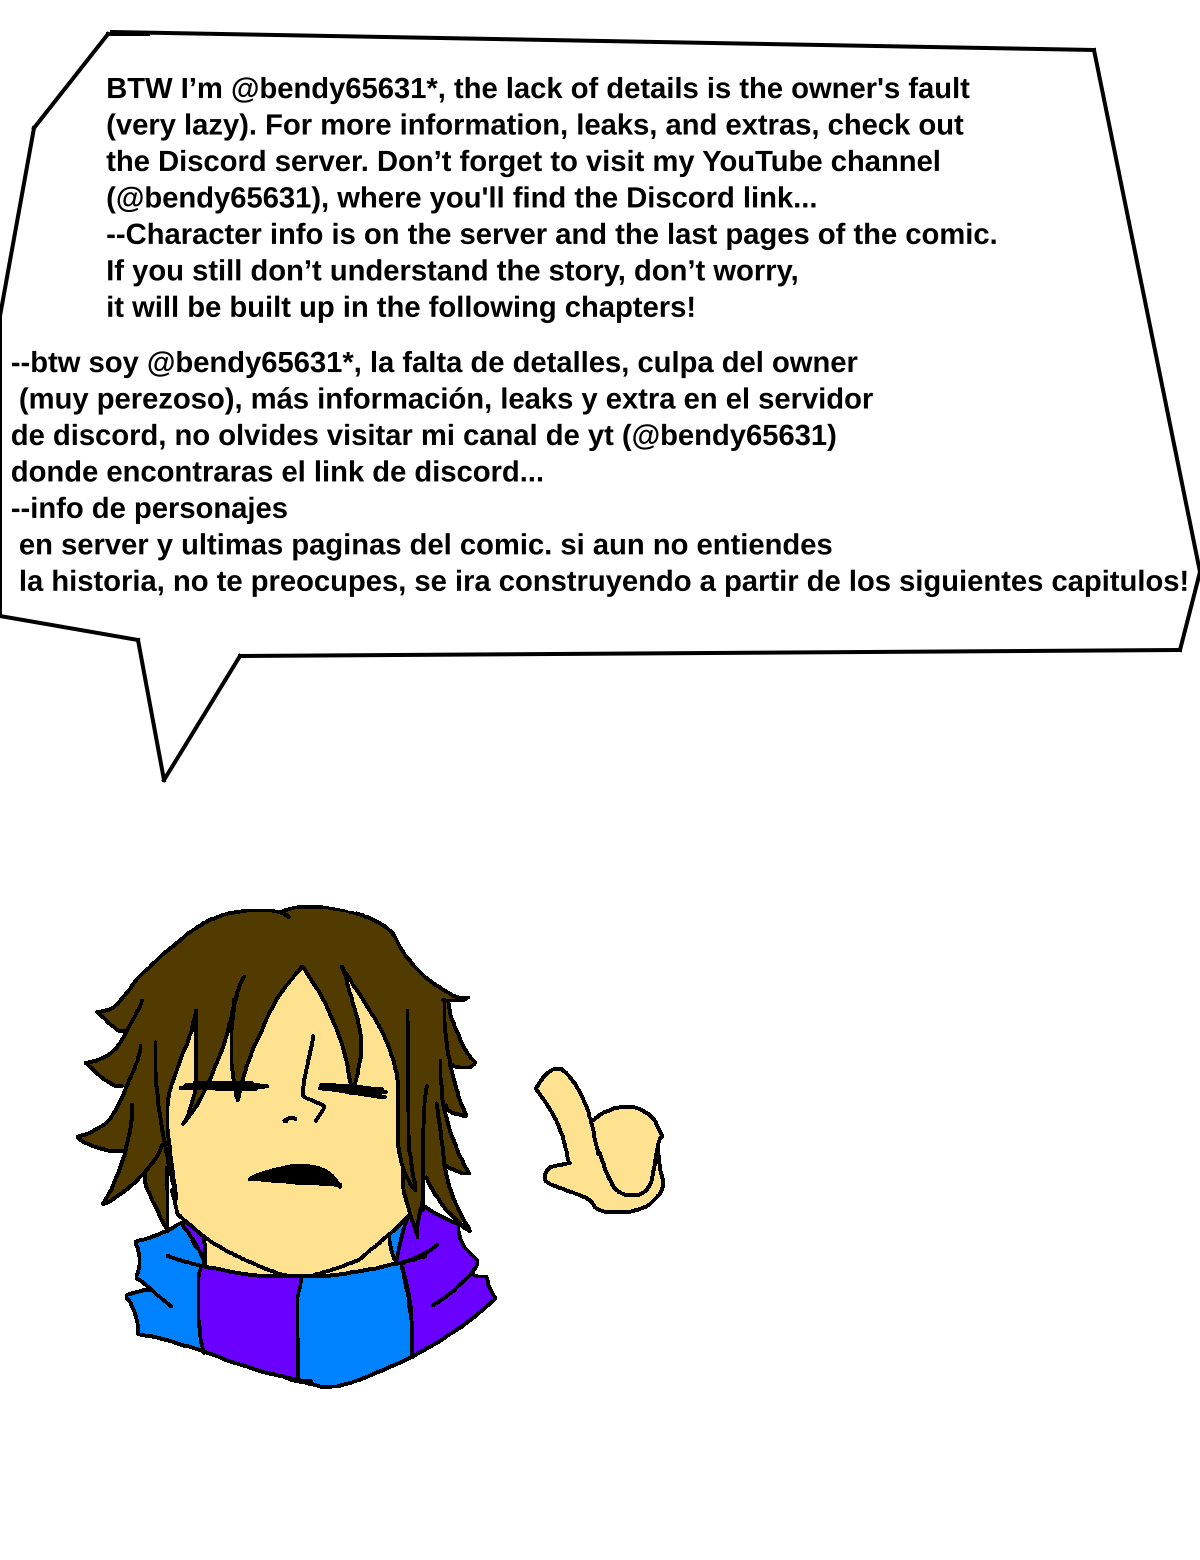 BTW I’m @bendy65631*, the lack of details is the owner's fault
(very lazy). For more information, leaks, and extras, check out
the Discord server. Don’t forget to visit my YouTube channel
(@bendy65631), where you'll find the Discord link...
--Character info is on the server and the last pages of the comic.
If you still don’t understand the story, don’t worry,
it will be built up in the following chapters!
--btw soy @bendy65631*, la falta de detalles, culpa del owner
(muy perezoso), más información, leaks y extra en el servidor
de discord, no olvides visitar mi canal de yt (@bendy65631)
donde encontraras el link de discord...
--info de personajes
en server y ultimas paginas del comic. si aun no entiendes
la historia, no te preocupes, se ira construyendo a partir de los siguientes capitulos!